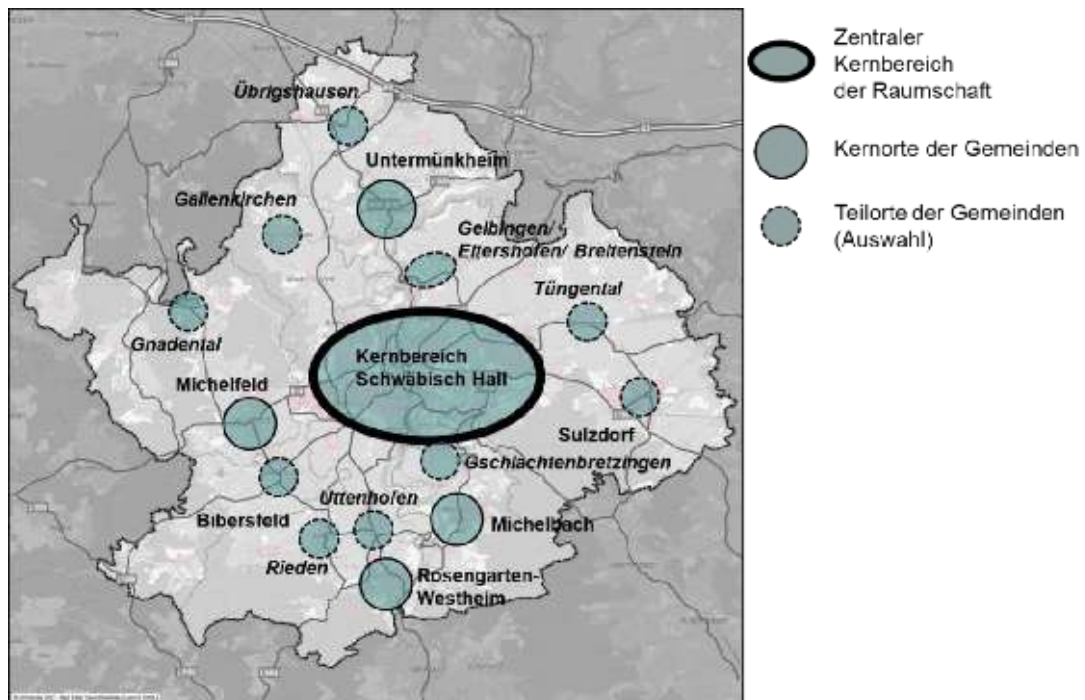 Übrigshausen
Untermünkheim
Gailenkirchen
Gelbingen/
Eltershofen/ Breitenstein
Tüngental
Gnadental
Kernbereich
Schwäbisch Hall
Michelfeld
Sulzdorf
Gschlachtenbretzingen
Uttenhofen
Bibersfeld
Michelbach
Rieden
Rosengarten-
Westheim
Zentraler
Kernbereich
der Raumschaft
Kernorte der Gemeinden
Teilorte der Gemeinden
(Auswahl)